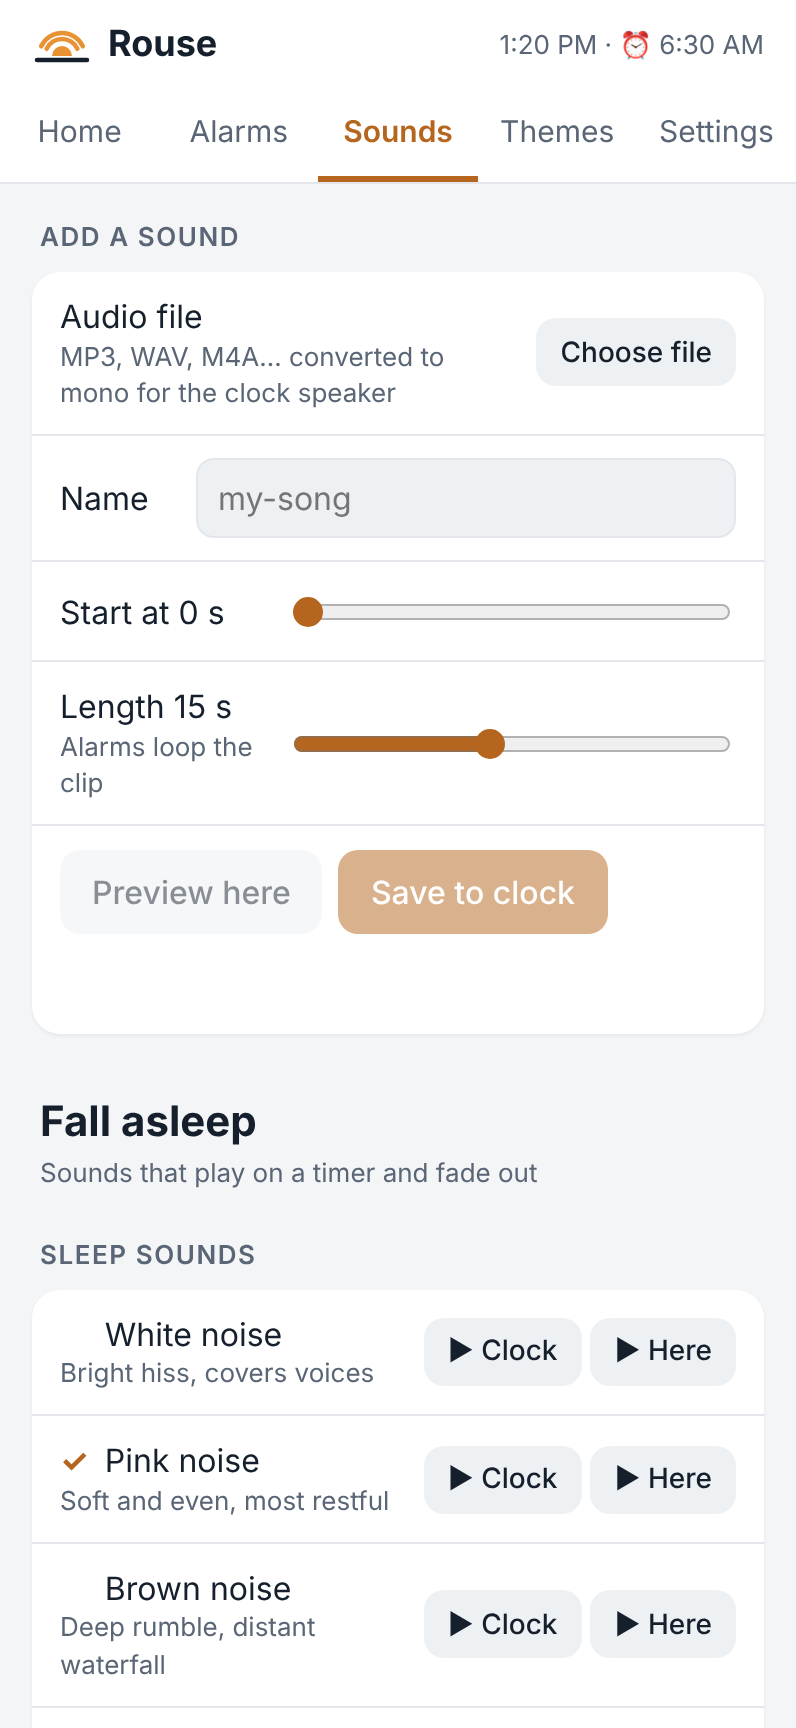 Rouse
1:20 PM · ⏰ 6:30 AM
Home Alarms Sounds Themes Settings
ADD A SOUND
Audio file
MP3, WAV, M4A... converted to
mono for the clock speaker
Choose file
Name
my-song
Start at 0 s
Length 15 s
Alarms loop the
clip
Preview here
Save to clock
Fall asleep
Sounds that play on a timer and fade out
SLEEP SOUNDS
White noise
Bright hiss, covers voices
▶ Clock ▶ Here
✓ Pink noise
Soft and even, most restful
▶ Clock ▶ Here
Brown noise
Deep rumble, distant
waterfall
▶ Clock ▶ Here